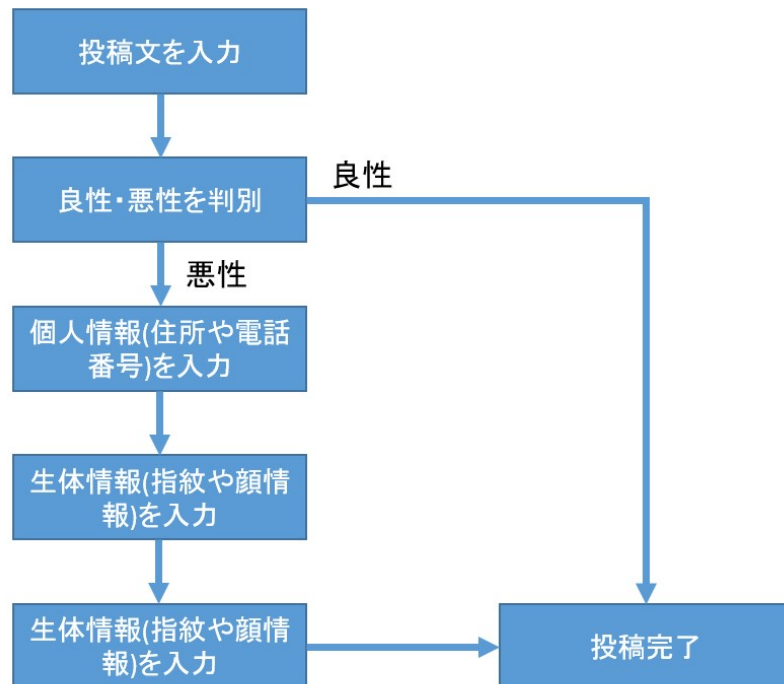 投稿文を入力
良性・悪性を判別
良性
悪性
個人情報(住所や電話
番号)を入力
生体情報(指紋や顔情
報)を入力
生体情報(指紋や顔情
報)を入力
投稿完了